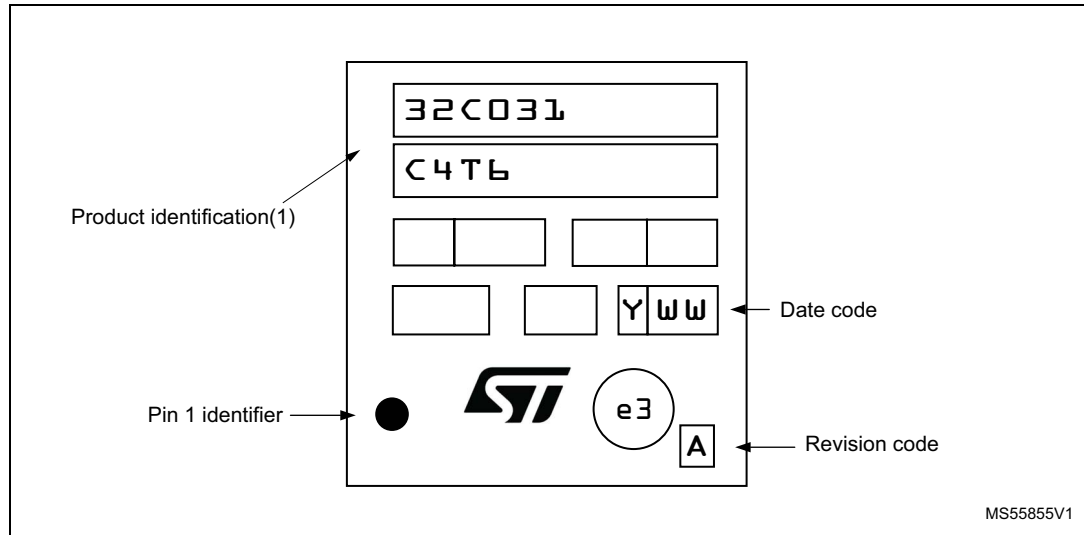 32C031
C4T6
Product identification(1)
Y WW
Date code
ST
Pin 1 identifier
e3
A
Revision code
MS55855V1